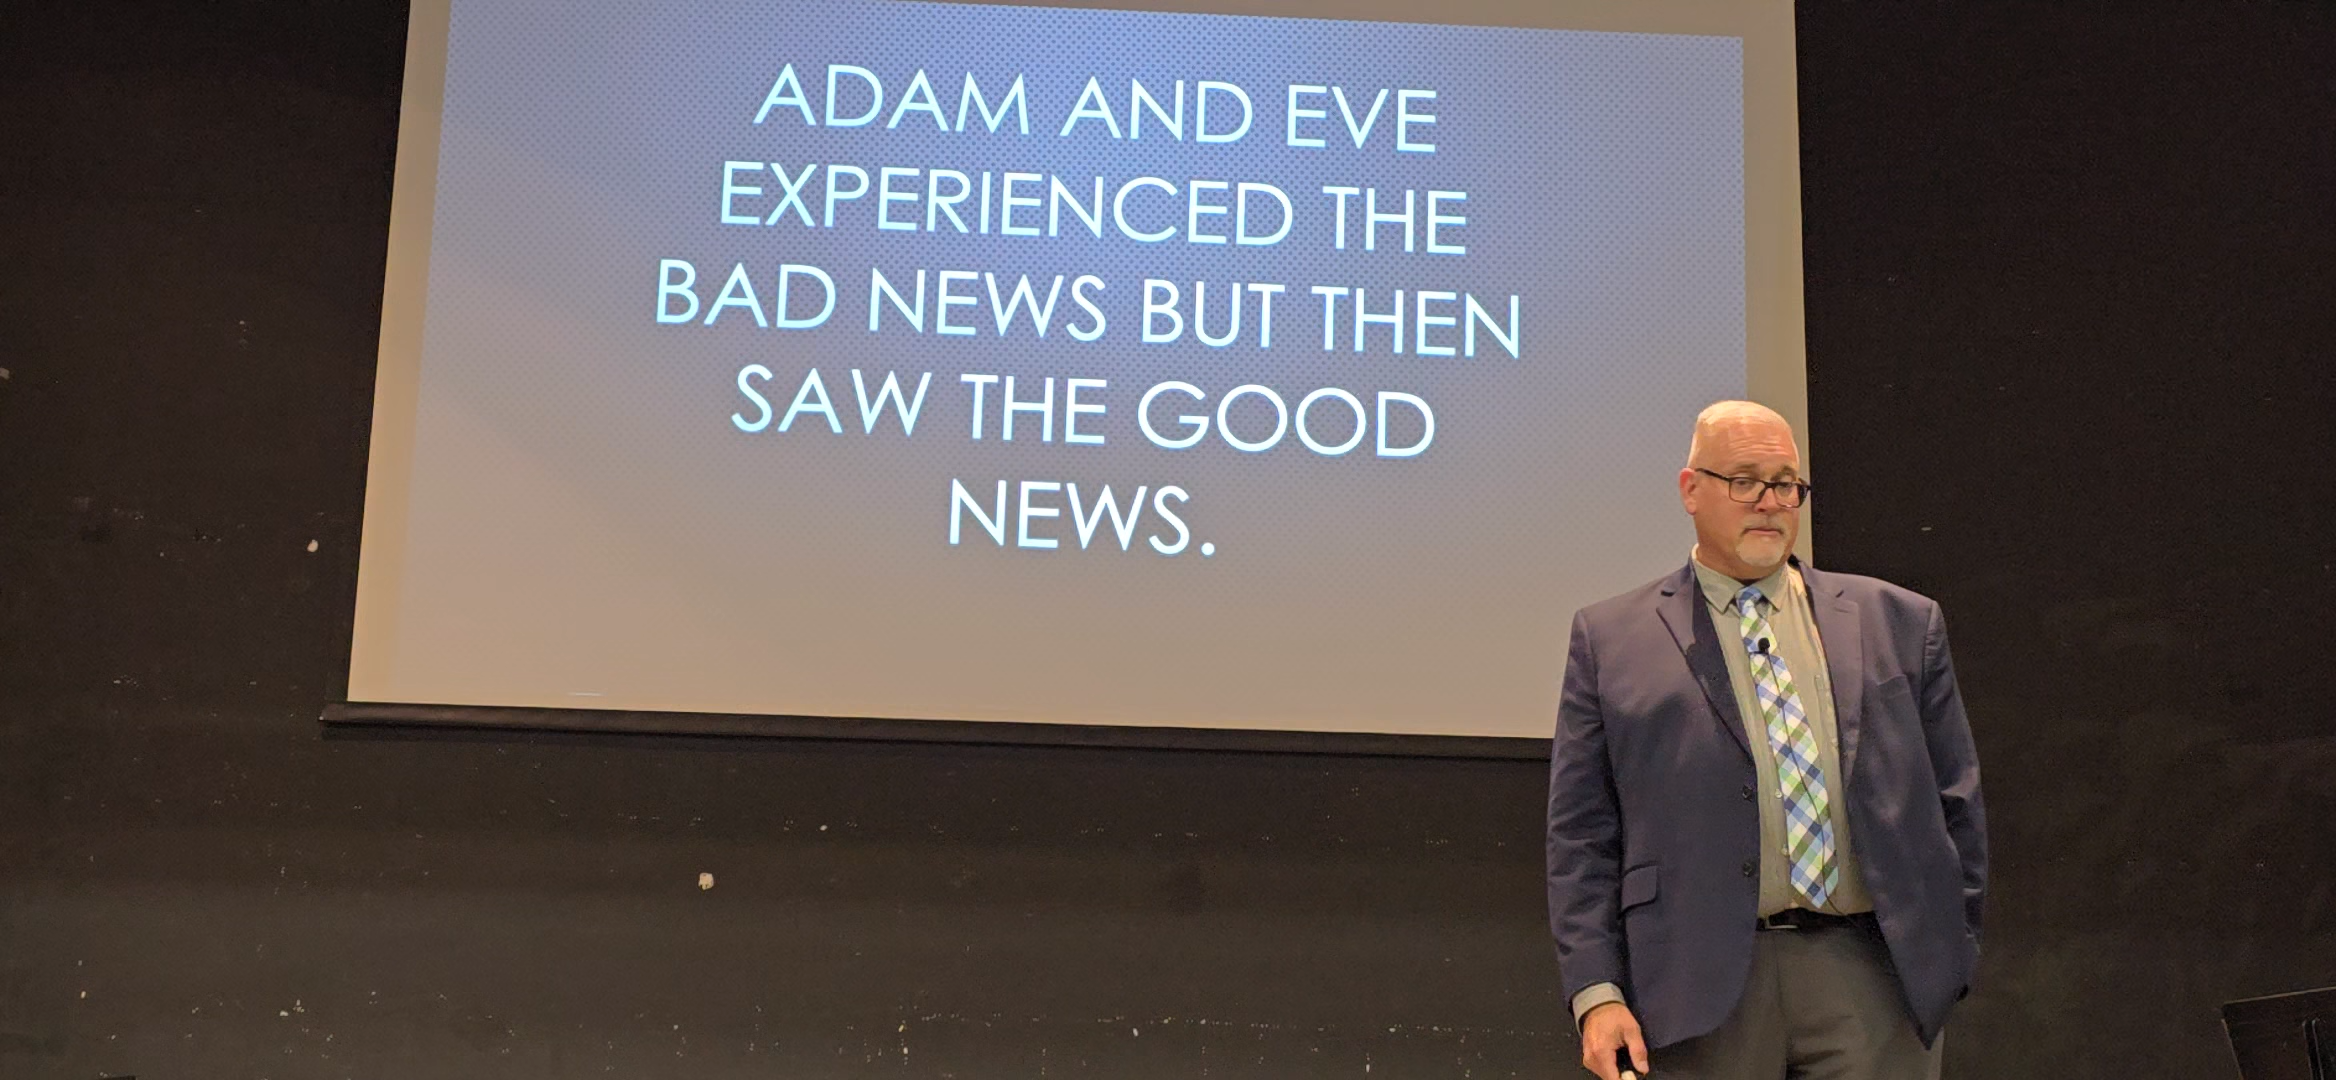 ADAM AND EVE
EXPERIENCED THE
BAD NEWS BUT THEN
SAW THE GOOD
NEWS.